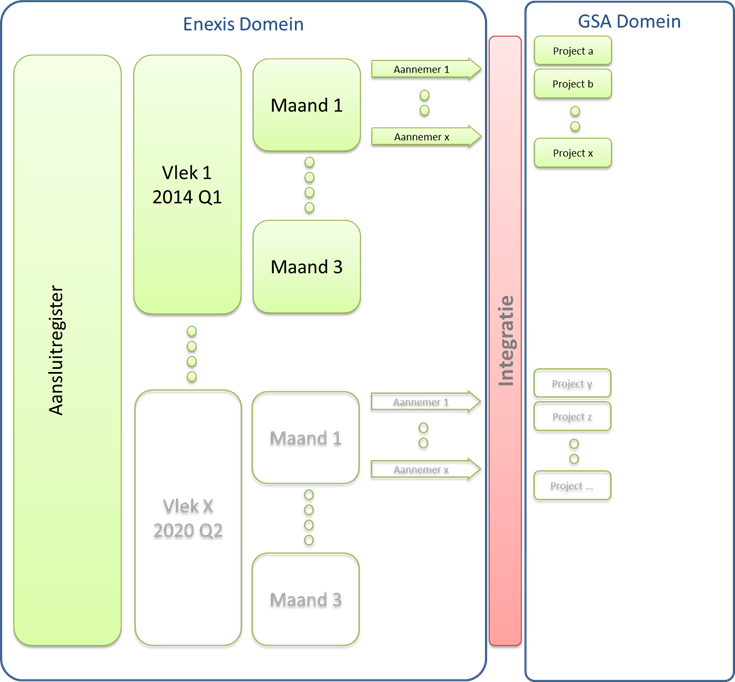 Enexis Domein
GSA Domein
Aansluitregister
Vlek 1
2014 Q1
Maand 1
Maand 3
Aannemer 1
Aannemer x
Vlek X
2020 Q2
Maand 1
Maand 3
Aannemer 1
Aannemer x
Integratie
Project a
Project b
Project x
Project y
Project z
Project ...